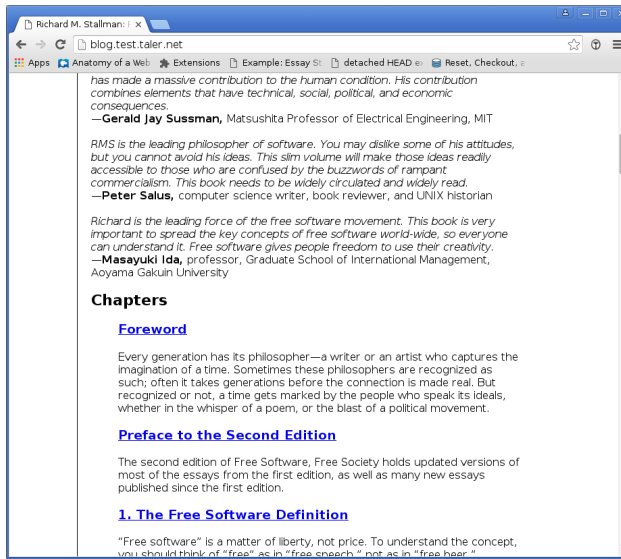 Richard M. Stallman: F
blog.test.taler.net
Apps Anatomy of a Web Extensions Example: Essay St detached HEAD Reset, Checkout,
has made a massive contribution to the human condition. His contribution
combines elements that have technical, social, political, and economic
consequences.
—Gerald Jay Sussman, Matsushita Professor of Electrical Engineering, MIT
RMS is the leading philosopher of software. You may dislike some of his attitudes,
but you cannot avoid his ideas. This slim volume will make those ideas readily
accessible to those who are confused by the buzzwords of rampant
commercialism. This book needs to be widely circulated and widely read.
—Peter Salus, computer science writer, book reviewer, and UNIX historian
Richard is the leading force of the free software movement. This book is very
important to spread the key concepts of free software world-wide, so everyone
can understand it. Free software gives people freedom to use their creativity.
—Masayuki Ida, professor, Graduate School of International Management,
Aoyama Gakuin University
Chapters
Foreword
Every generation has its philosopher—a writer or an artist who captures the
imagination of a time. Sometimes these philosophers are recognized as
such; often it takes generations before the connection is made real. But
recognized or not, a time gets marked by the people who speak its ideals,
whether in the whisper of a poem, or the blast of a political movement.
Preface to the Second Edition
The second edition of Free Software, Free Society holds updated versions of
most of the essays from the first edition, as well as many new essays
published since the first edition.
1. The Free Software Definition
“Free software” is a matter of liberty, not price. To understand the concept,
you should think of “free” as in “free speech,” not as in “free beer.”